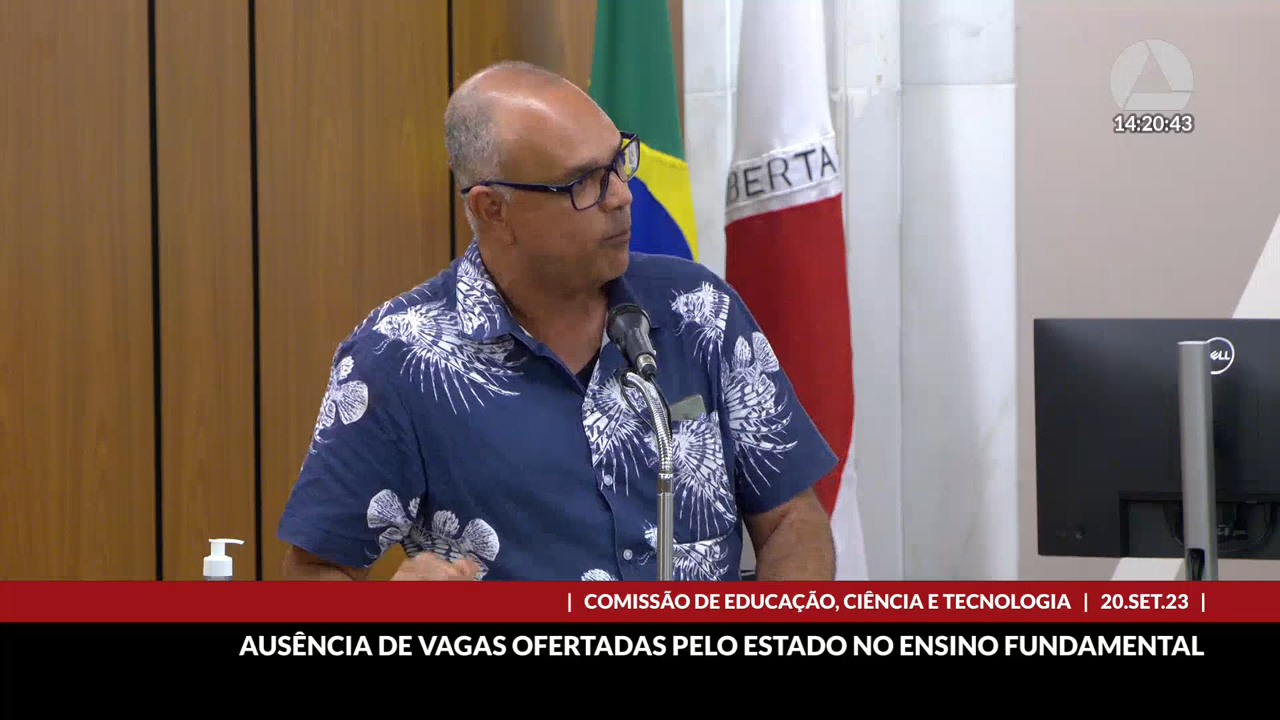 14:20:43
BERTA
DELL
| COMISSÃO DE EDUCAÇÃO, CIÊNCIA E TECNOLOGIA | 20.SET.23 |
AUSÊNCIA DE VAGAS OFERTADAS PELO ESTADO NO ENSINO FUNDAMENTAL